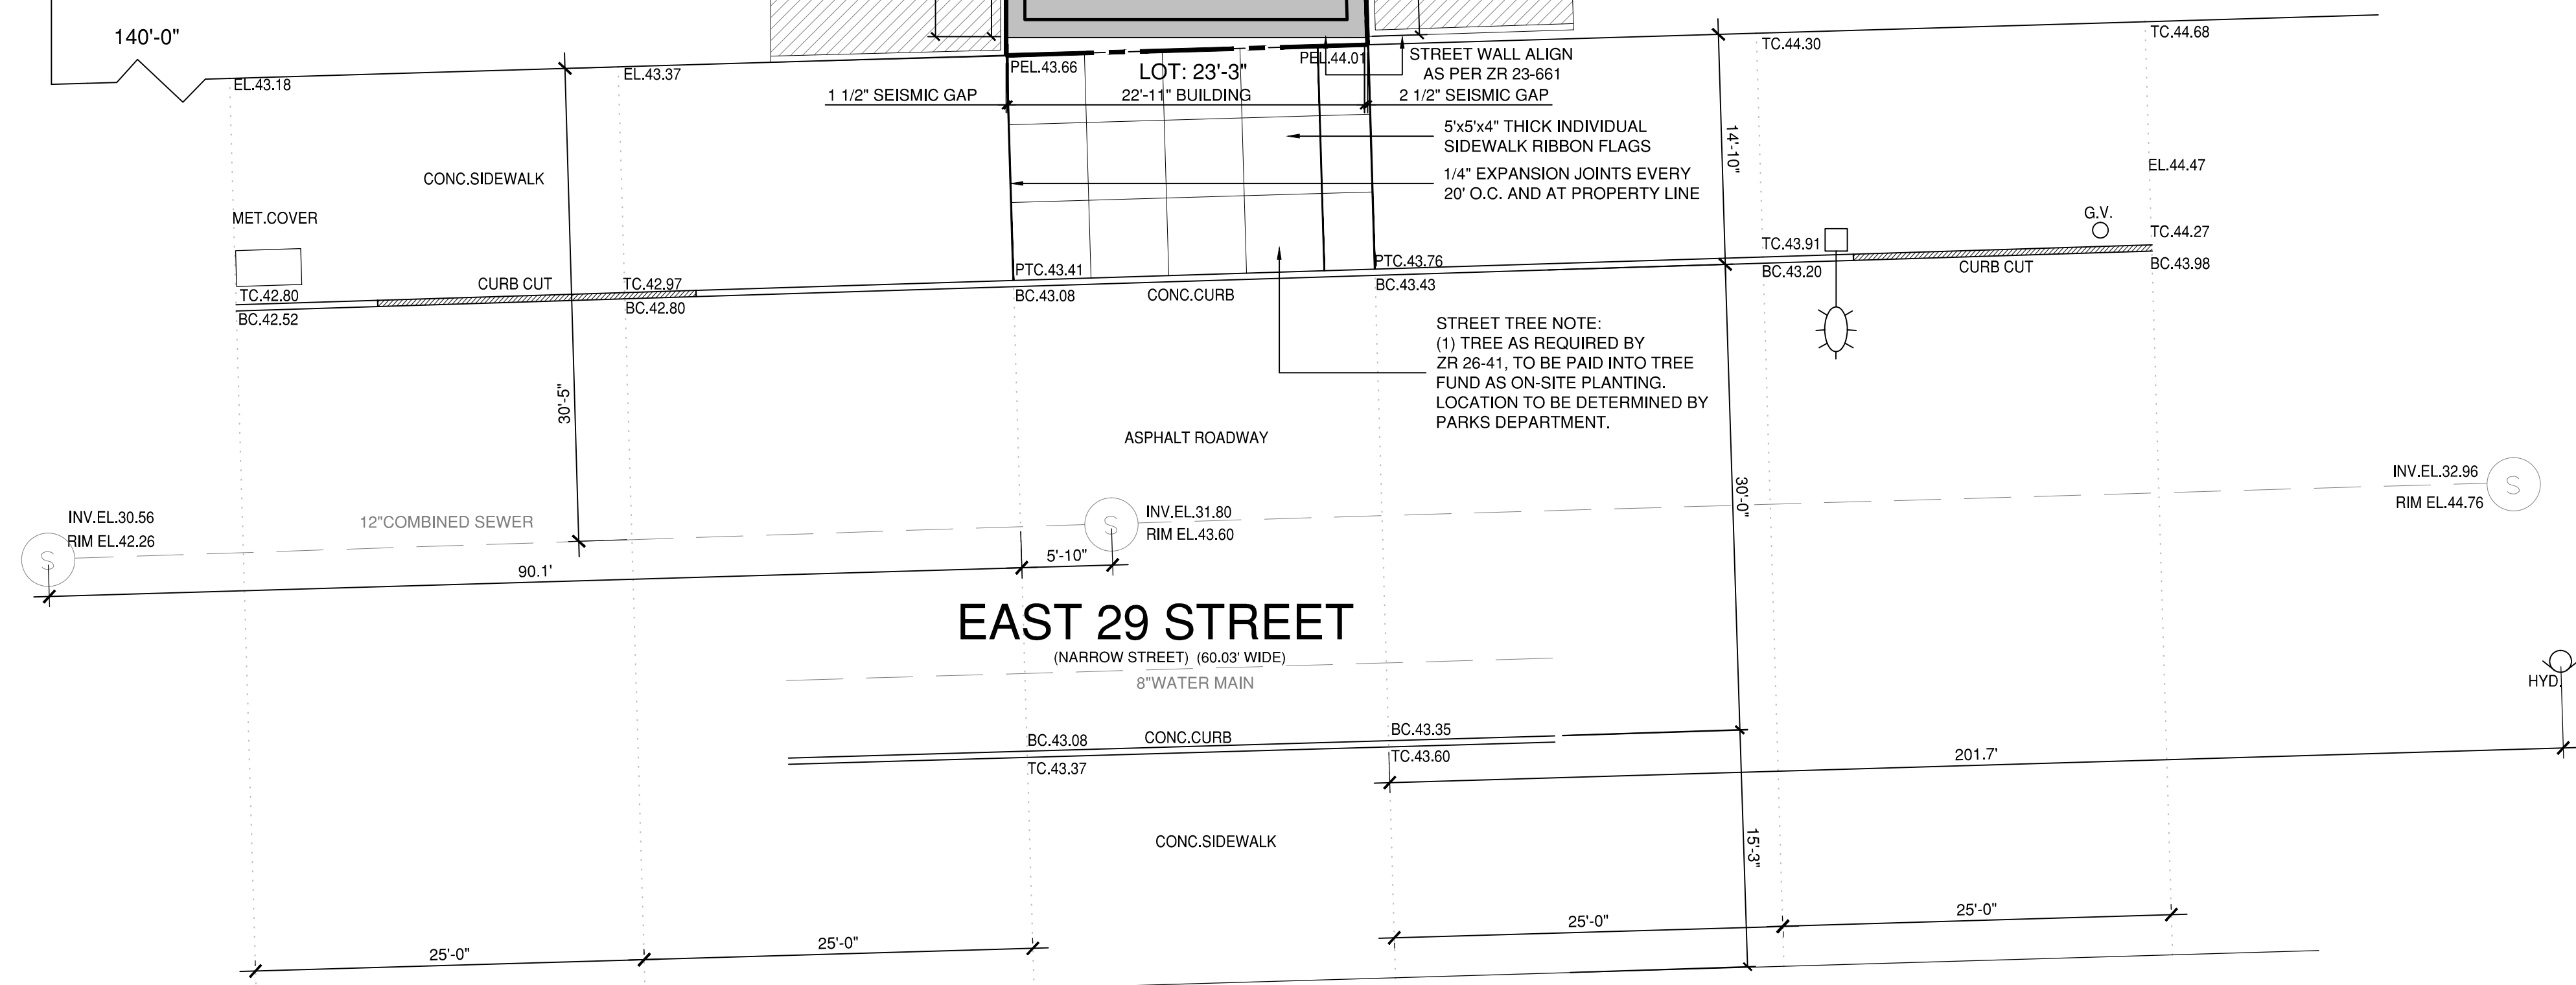 140'-0"
EL.43.18
EL.43.37
PEL.43.66
LOT: 23'-3"
PEL.44.01
STREET WALL ALIGN
AS PER ZR 23-661
TC.44.30
TC.44.68
1 1/2" SEISMIC GAP
22'-11" BUILDING
2 1/2" SEISMIC GAP
5'x5'x4" THICK INDIVIDUAL
SIDEWALK RIBBON FLAGS
1/4" EXPANSION JOINTS EVERY
20' O.C. AND AT PROPERTY LINE
14'-10"
EL.44.47
CONC.SIDEWALK
MET.COVER
G.V.
TC.44.27
TC.43.91
BC.43.20
CURB CUT
BC.43.98
TC.42.80
BC.42.52
CURB CUT
TC.42.97
BC.42.80
PTC.43.41
BC.43.08
CONC.CURB
PTC.43.76
BC.43.43
STREET TREE NOTE:
(1) TREE AS REQUIRED BY
ZR 26-41, TO BE PAID INTO TREE
FUND AS ON-SITE PLANTING.
LOCATION TO BE DETERMINED BY
PARKS DEPARTMENT.
30'-5"
ASPHALT ROADWAY
30'-0"
INV.EL.32.96
RIM EL.44.76
S
INV.EL.30.56
RIM EL.42.26
S
12"COMBINED SEWER
S
INV.EL.31.80
RIM EL.43.60
90.1'
5'-10"
EAST 29 STREET
(NARROW STREET) (60.03' WIDE)
8"WATER MAIN
HYD.
BC.43.08
CONC.CURB
BC.43.35
TC.43.37
TC.43.60
201.7'
CONC.SIDEWALK
15'-3"
25'-0"
25'-0"
25'-0"
25'-0"